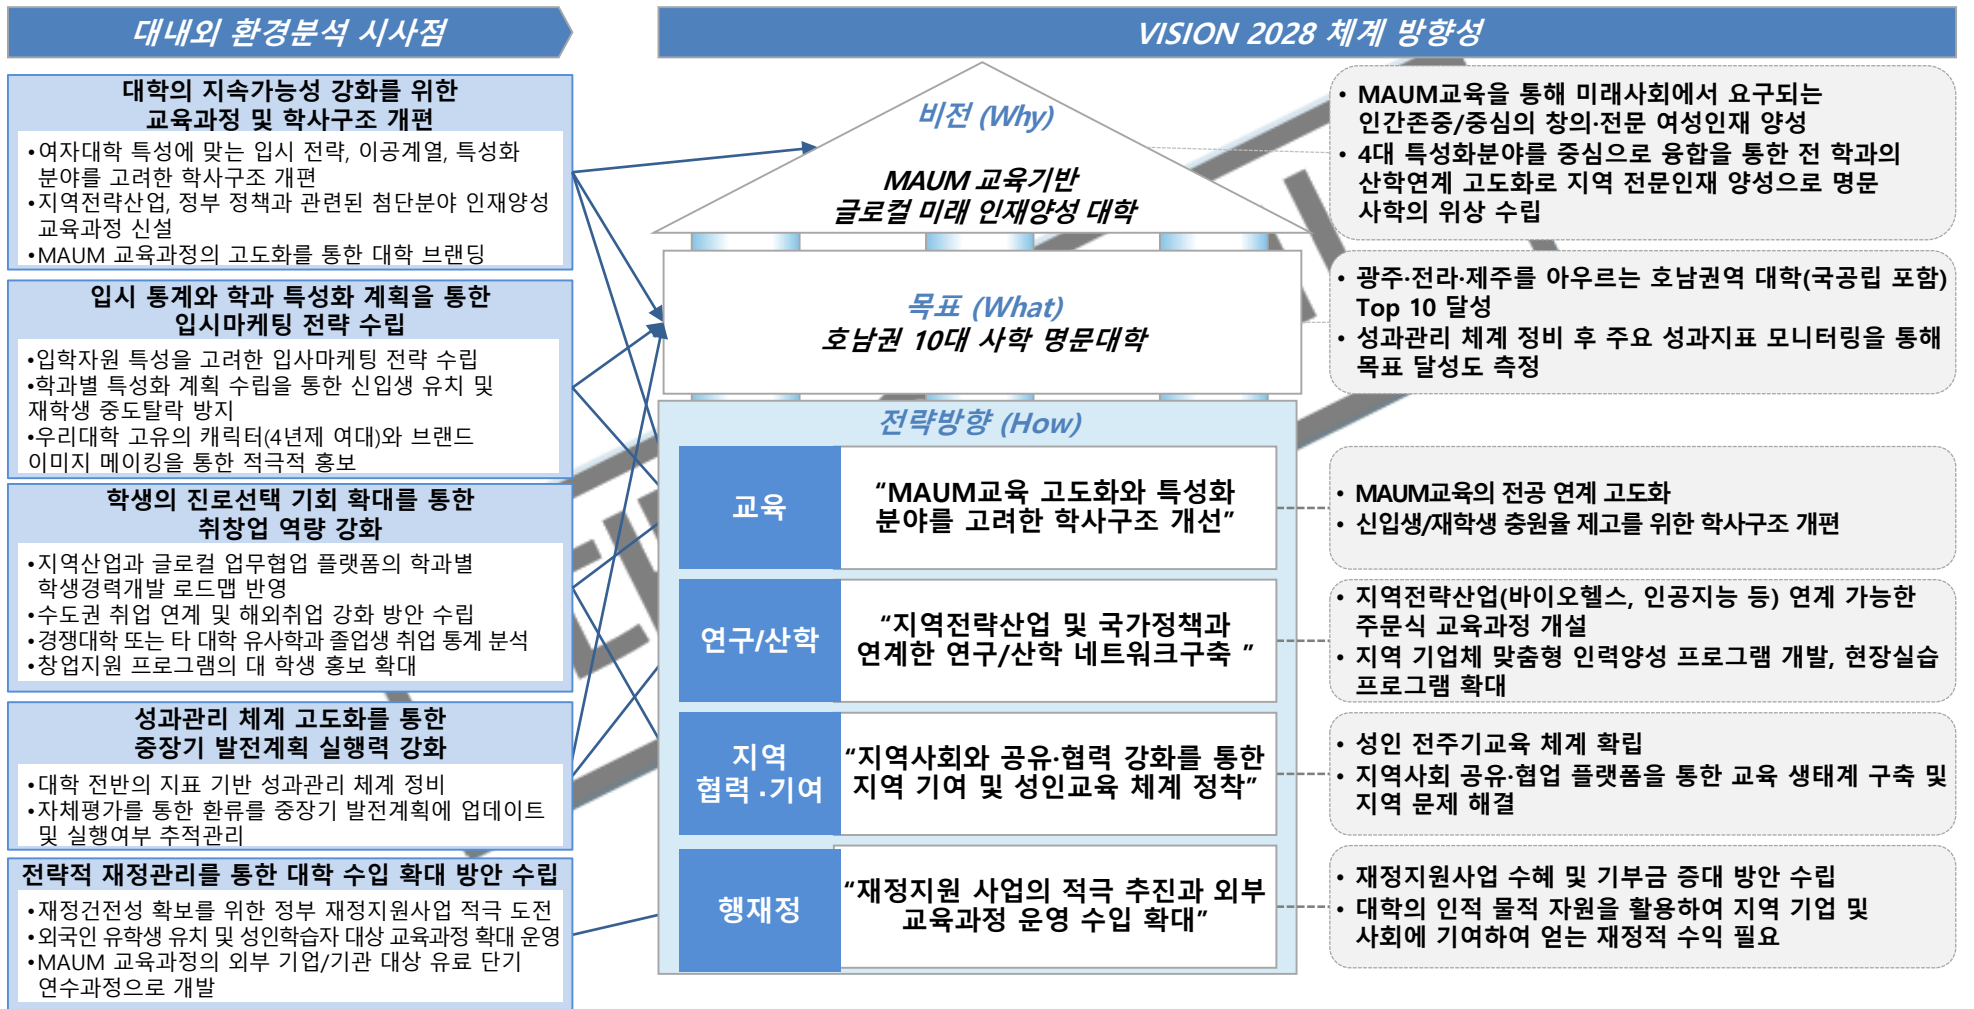 대내외 환경분석 시사점
대학의 지속가능성 강화를 위한
교육과정 및 학사구조 개편
•여자대학 특성에 맞는 입시 전략, 이공계열, 특성화
분야를 고려한 학사구조 개편
•지역전략산업, 정부 정책과 관련된 첨단분야 인재양성
교육과정 신설
•MAUM 교육과정의 고도화를 통한 대학 브랜딩
입시 통계와 학과 특성화 계획을 통한
입시마케팅 전략 수립
•입학자원 특성을 고려한 입사마케팅 전략 수립
•학과별 특성화 계획 수립을 통한 신입생 유치 및
재학생 중도탈락 방지
•우리대학 고유의 캐릭터(4년제 여대)와 브랜드
이미지 메이킹을 통한 적극적 홍보
학생의 진로선택 기회 확대를 통한
취창업 역량 강화
•지역산업과 글로컬 업무협업 플랫폼의 학과별
학생경력개발 로드맵 반영
•수도권 취업 연계 및 해외취업 강화 방안 수립
•경쟁대학 또는 타 대학 유사학과 졸업생 취업 통계 분석
•창업지원 프로그램의 대 학생 홍보 확대
성과관리 체계 고도화를 통한
중장기 발전계획 실행력 강화
•대학 전반의 지표 기반 성과관리 체계 정비
•자체평가를 통한 환류를 중장기 발전계획에 업데이트
및 실행여부 추적관리
전략적 재정관리를 통한 대학 수입 확대 방안 수립
•재정건전성 확보를 위한 정부 재정지원사업 적극 도전
•외국인 유학생 유치 및 성인학습자 대상 교육과정 확대 운영
•MAUM 교육과정의 외부 기업/기관 대상 유료 단기
연수과정으로 개발
VISION 2028 체계 방향성
비전 (Why)
MAUM 교육기반
글로컬 미래 인재양성 대학
• MAUM교육을 통해 미래사회에서 요구되는
인간존중/중심의 창의·전문 여성인재 양성
• 4대 특성화분야를 중심으로 융합을 통한 전 학과의
산학연계 고도화로 지역 전문인재 양성으로 명문
사학의 위상 수립
목표 (What)
호남권 10대 사학 명문대학
• 광주·전라·제주를 아우르는 호남권역 대학(국공립 포함)
Top 10 달성
• 성과관리 체계 정비 후 주요 성과지표 모니터링을 통해
목표 달성도 측정
전략방향 (How)
교육
“MAUM교육 고도화와 특성화
분야를 고려한 학사구조 개선”
• MAUM교육의 전공 연계 고도화
• 신입생/재학생 충원율 제고를 위한 학사구조 개편
연구/산학
“지역전략산업 및 국가정책과
연계한 연구/산학 네트워크구축 ”
• 지역전략산업(바이오헬스, 인공지능 등) 연계 가능한
주문식 교육과정 개설
• 지역 기업체 맞춤형 인력양성 프로그램 개발, 현장실습
프로그램 확대
지역
협력 ·기여
“지역사회와 공유·협력 강화를 통한
지역 기여 및 성인교육 체계 정착”
• 성인 전주기교육 체계 확립
• 지역사회 공유·협업 플랫폼을 통한 교육 생태계 구축 및
지역 문제 해결
행재정
“재정지원 사업의 적극 추진과 외부
교육과정 운영 수입 확대”
• 재정지원사업 수혜 및 기부금 증대 방안 수립
• 대학의 인적 물적 자원을 활용하여 지역 기업 및
사회에 기여하여 얻는 재정적 수익 필요